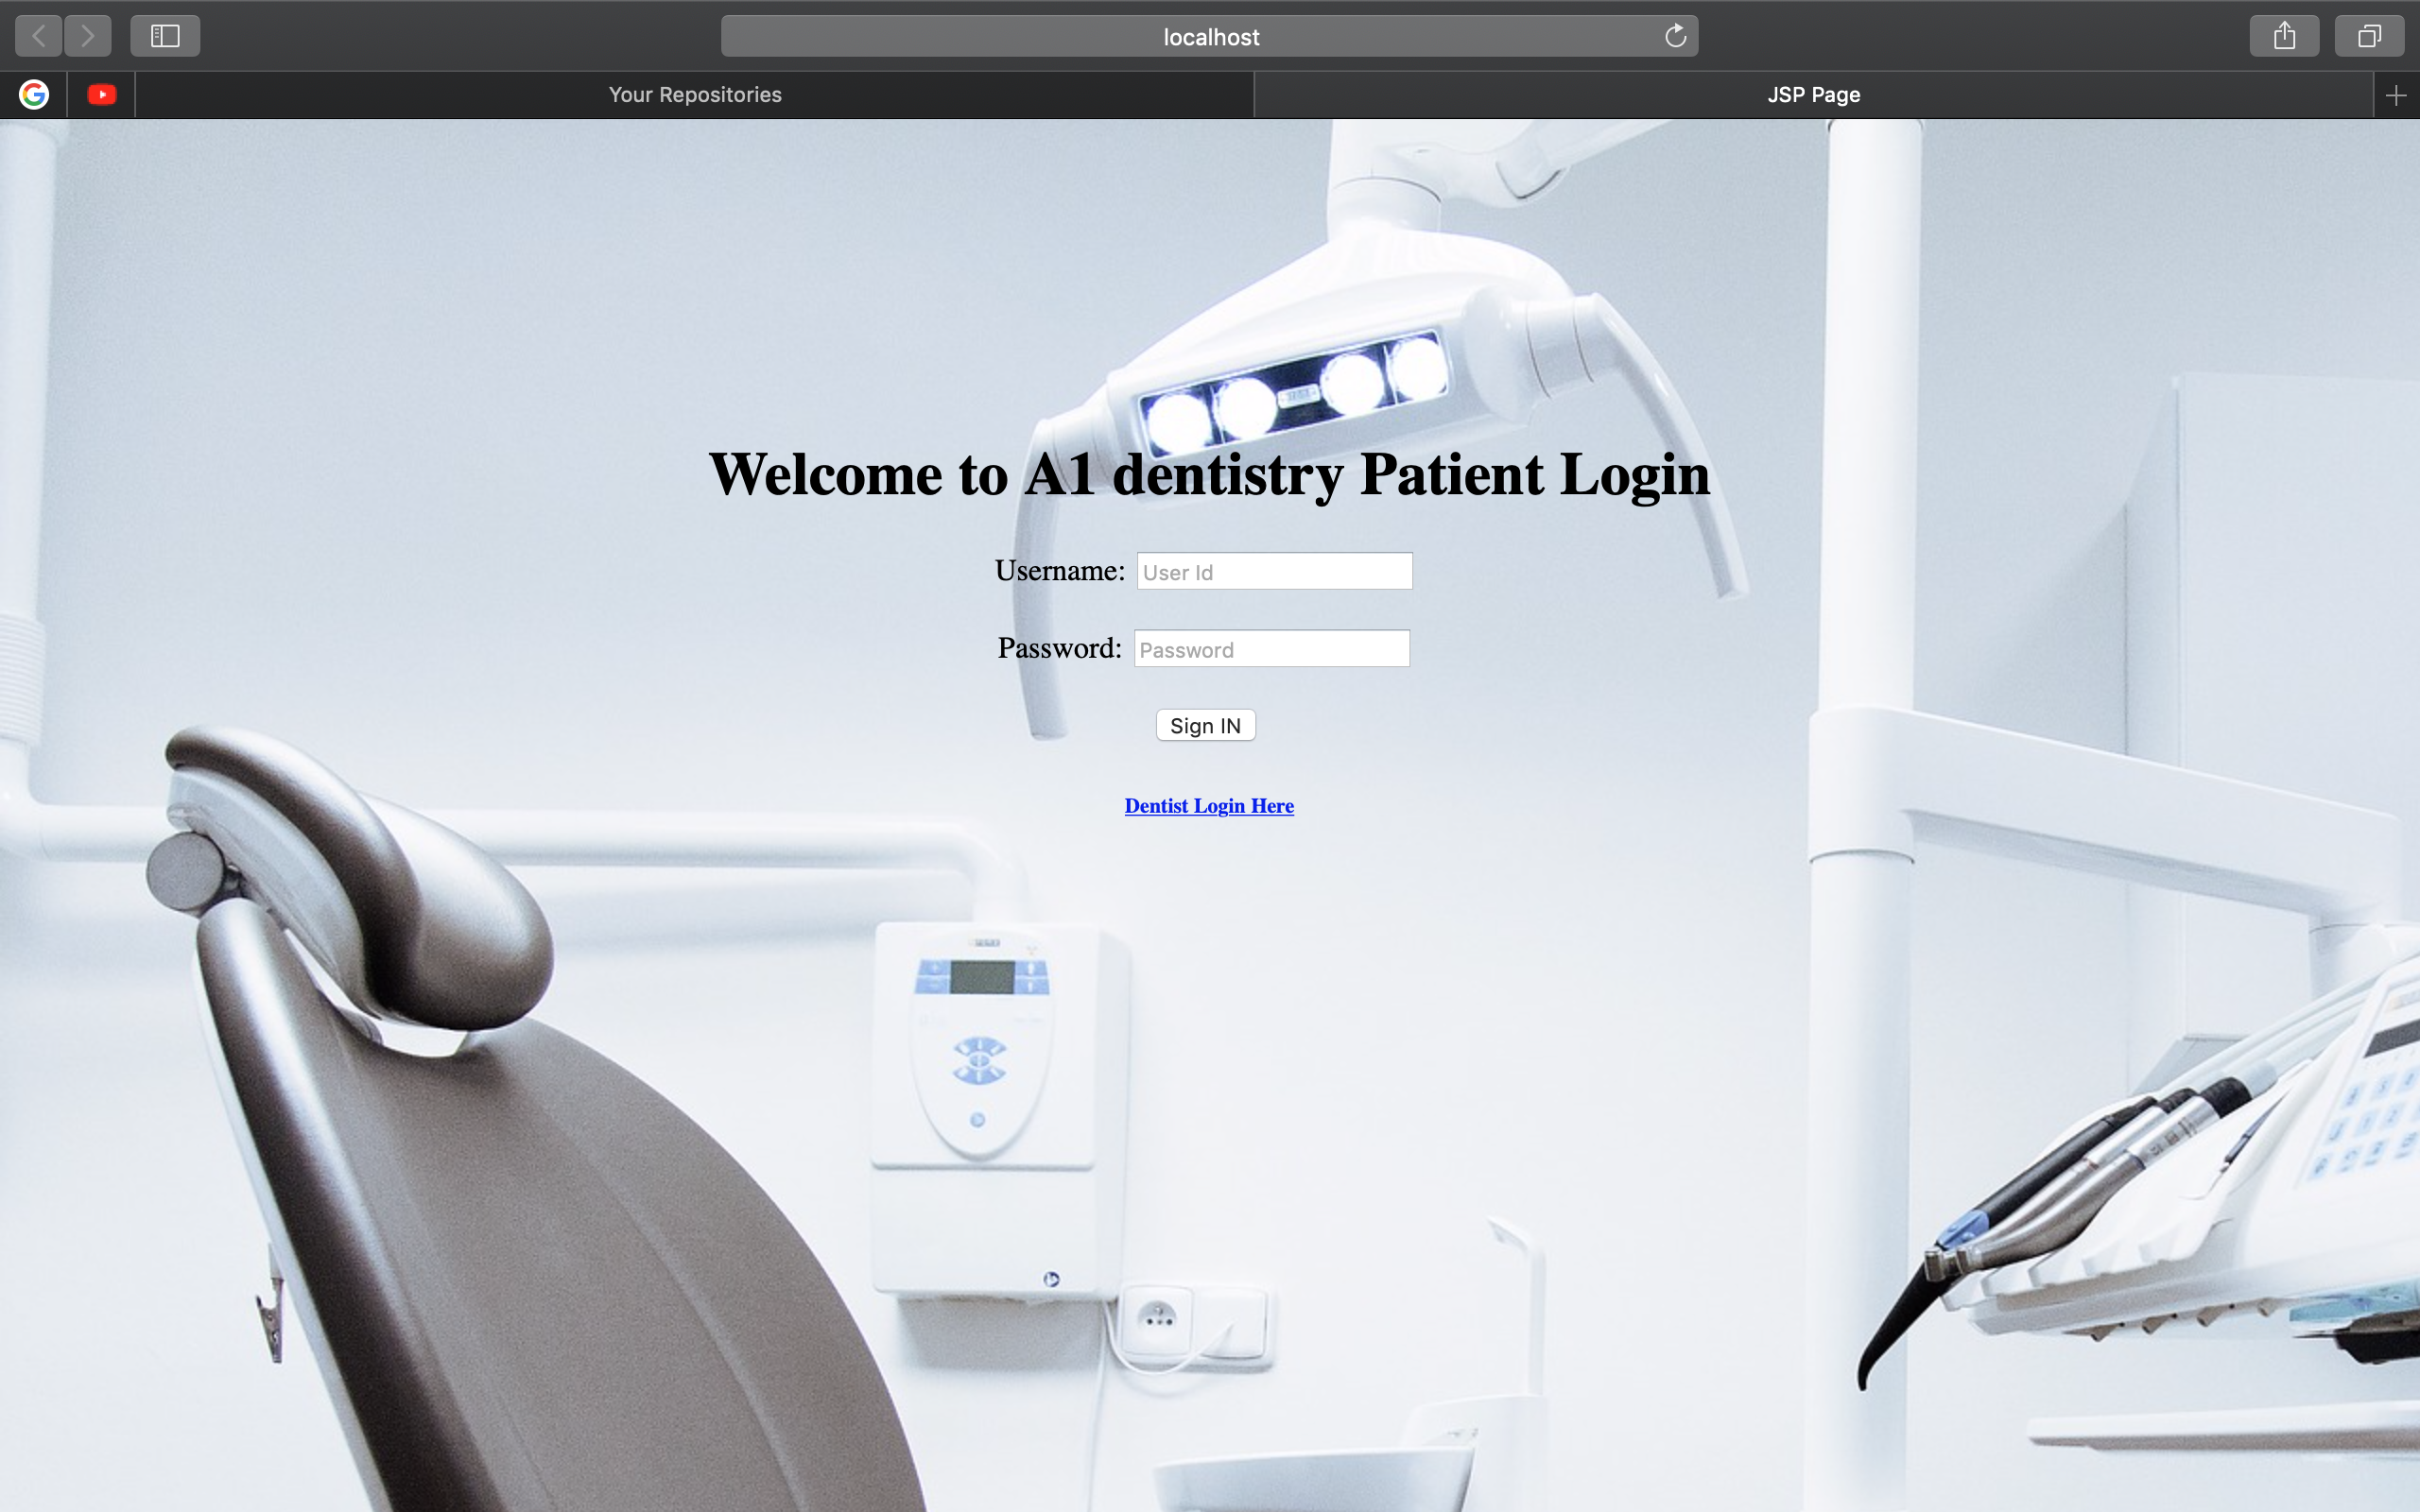 localhost
Your Repositories
JSP Page
Welcome to A1 dentistry Patient Login
Username: User Id
Password: Password
Sign IN
Dentist Login Here